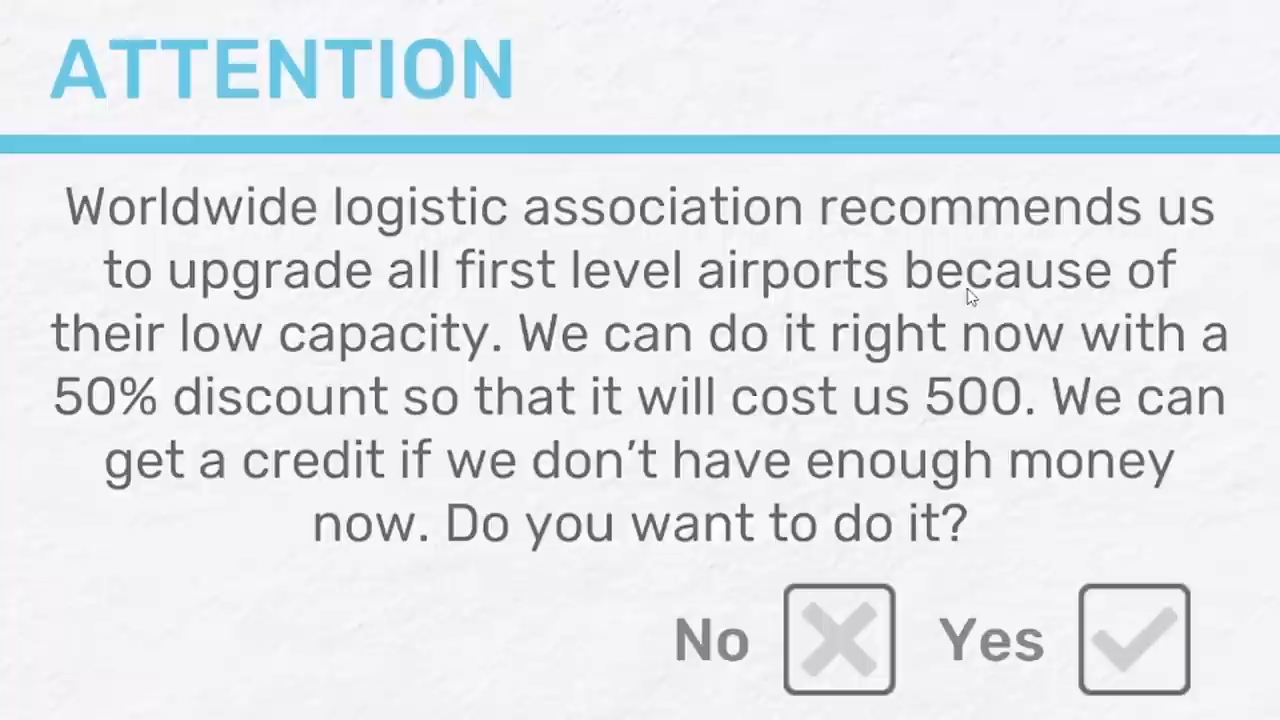 ATTENTION
Worldwide logistic association recommends us
to upgrade all first level airports because of
their low capacity. We can do it right now with a
50% discount so that it will cost us 500. We can
get a credit if we don’t have enough money
now. Do you want to do it?
No Yes